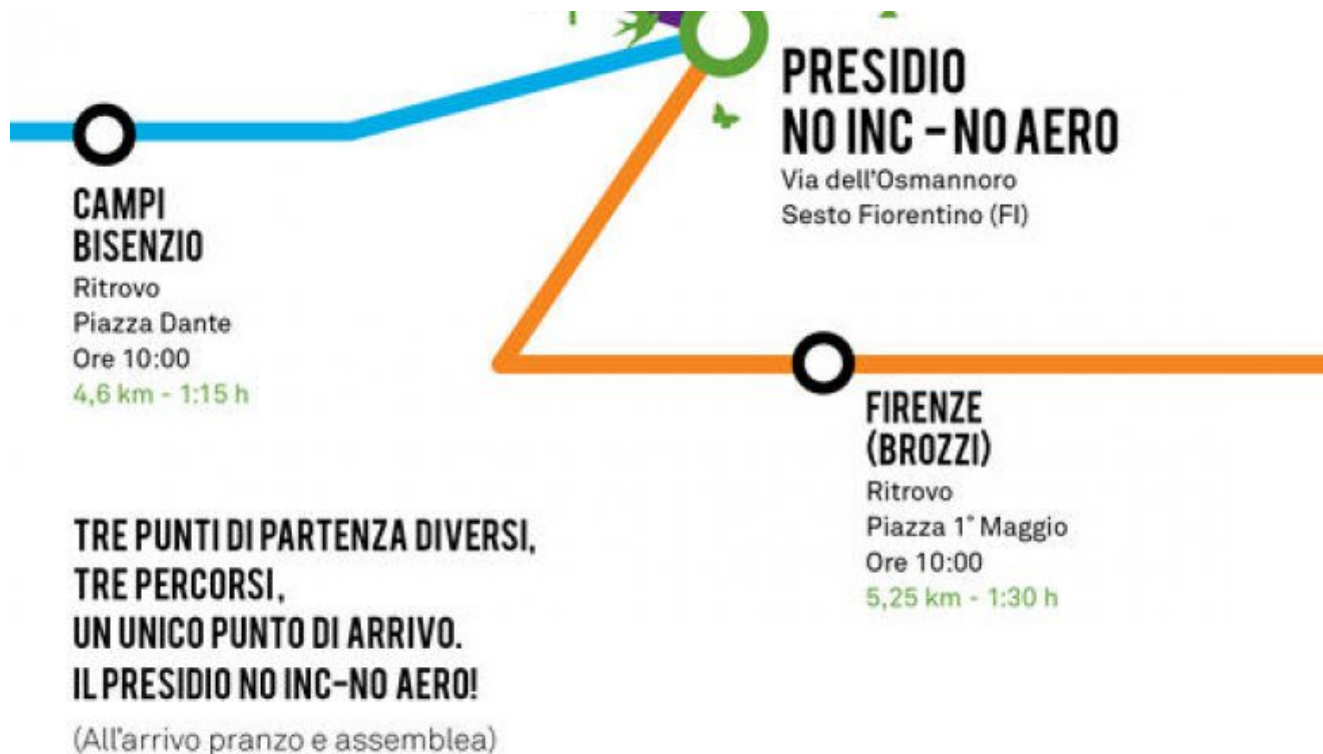 PRESIDIO
NO INC - NO AERO
Via dell'Osmannoro
Sesto Fiorentino (FI)
CAMPI
BISENZIO
Ritrovo
Piazza Dante
Ore 10:00
4,6 km - 1:15 h
FIRENZE
(BROZZI)
Ritrovo
Piazza 1° Maggio
Ore 10:00
5,25 km - 1:30 h
TRE PUNTI DI PARTENZA DIVERSI,
TRE PERCORSI,
UN UNICO PUNTO DI ARRIVO.
IL PRESIDIO NO INC-NO AERO!
(All'arrivo pranzo e assemblea)